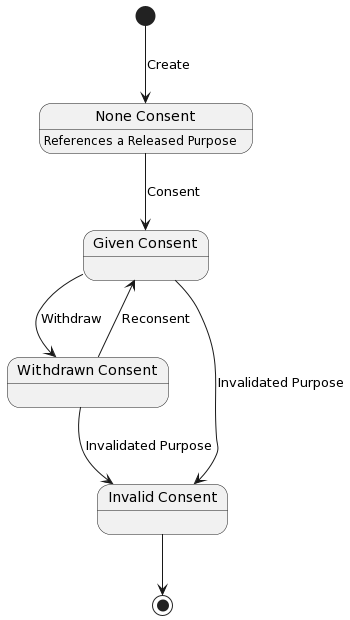 Create
None Consent
References a Released Purpose
Consent
Given Consent
Withdraw
Reconsent
Invalidated Purpose
Withdrawn Consent
Invalidated Purpose
Invalid Consent